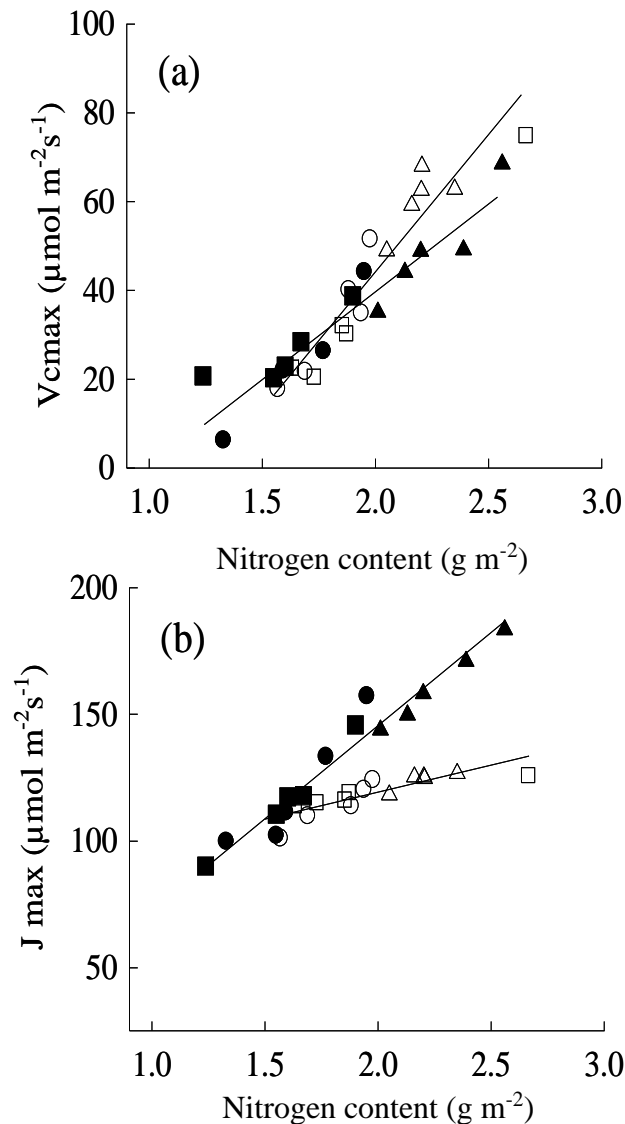 (a)
Vcmax (µmol m-2s-1)
100
80
60
40
20
0
1.0 1.5 2.0 2.5 3.0
Nitrogen content (g m-2)
(b)
J max (µmol m-2s-1)
200
150
100
50
1.0 1.5 2.0 2.5 3.0
Nitrogen content (g m-2)